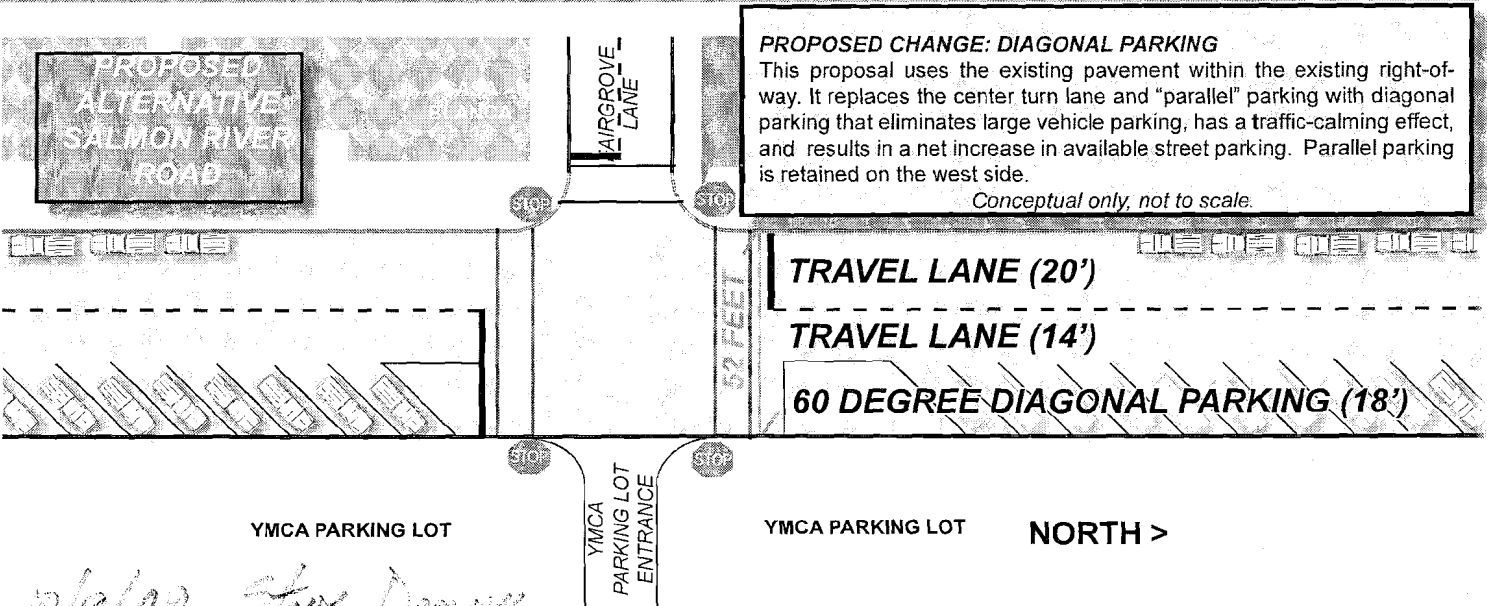 PROPOSED
ALTERNATIVE
SALMON RIVER
ROAD
BLANCA
AIRGROVE
LANE
PROPOSED CHANGE: DIAGONAL PARKING
This proposal uses the existing pavement within the existing right-of-
way. It replaces the center turn lane and "parallel" parking with diagonal
parking that eliminates large vehicle parking, has a traffic-calming effect,
and results in a net increase in available street parking. Parallel parking
is retained on the west side.
Conceptual only, not to scale.
STOP
STOP
52 FEET
TRAVEL LANE (20')
TRAVEL LANE (14')
60 DEGREE DIAGONAL PARKING (18')
STOP
STOP
YMCA PARKING LOT
YMCA
PARKING LOT
ENTRANCE
YMCA PARKING LOT
NORTH >